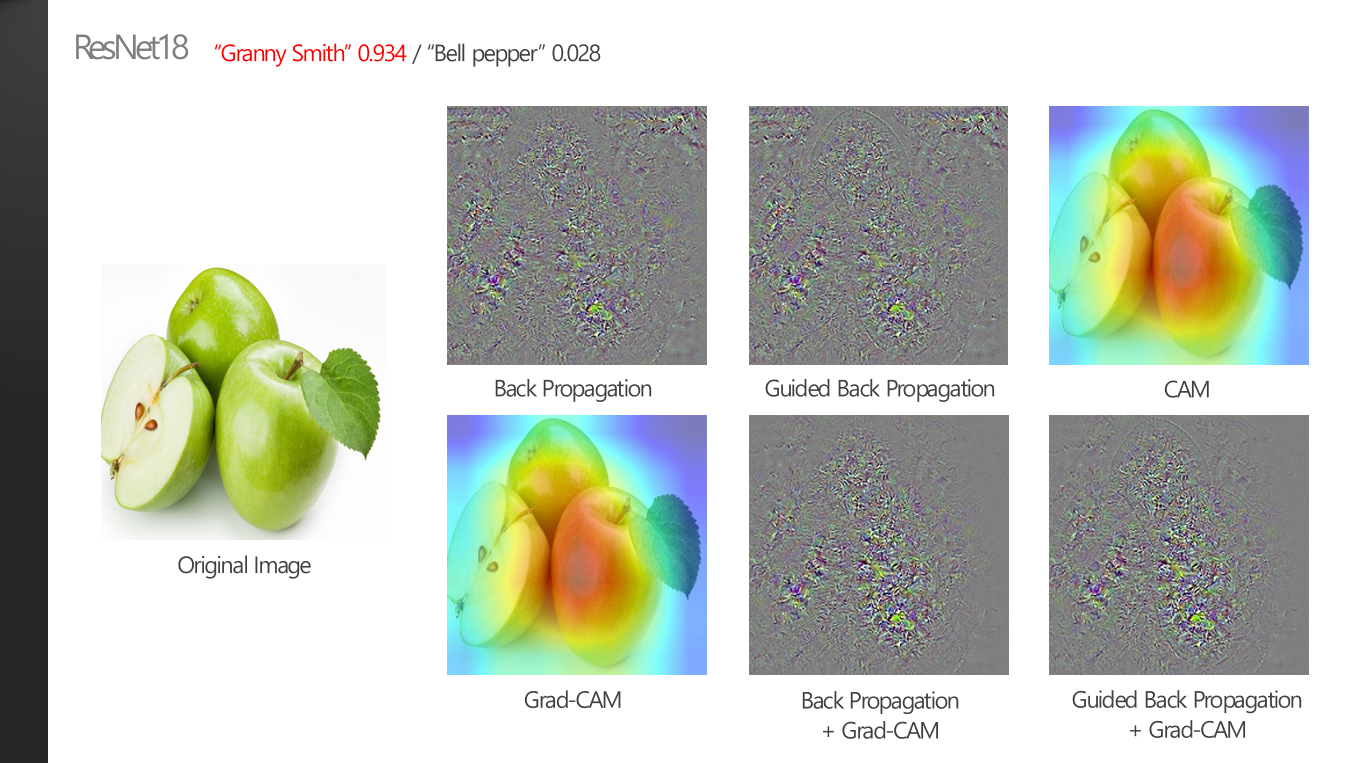 ResNet18
“Granny Smith” 0.934 / “Bell pepper” 0.028
Original Image
Back Propagation
Guided Back Propagation
CAM
Grad-CAM
Back Propagation
+ Grad-CAM
Guided Back Propagation
+ Grad-CAM